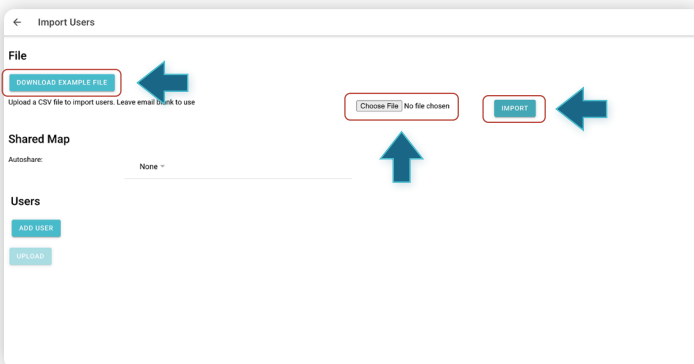 Import Users
File
DOWNLOAD EXAMPLE FILE
Upload a CSV file to import users. Leave email blank to use
Choose File No file chosen
IMPORT
Shared Map
Autoshare:
None
Users
ADD USER
UPLOAD